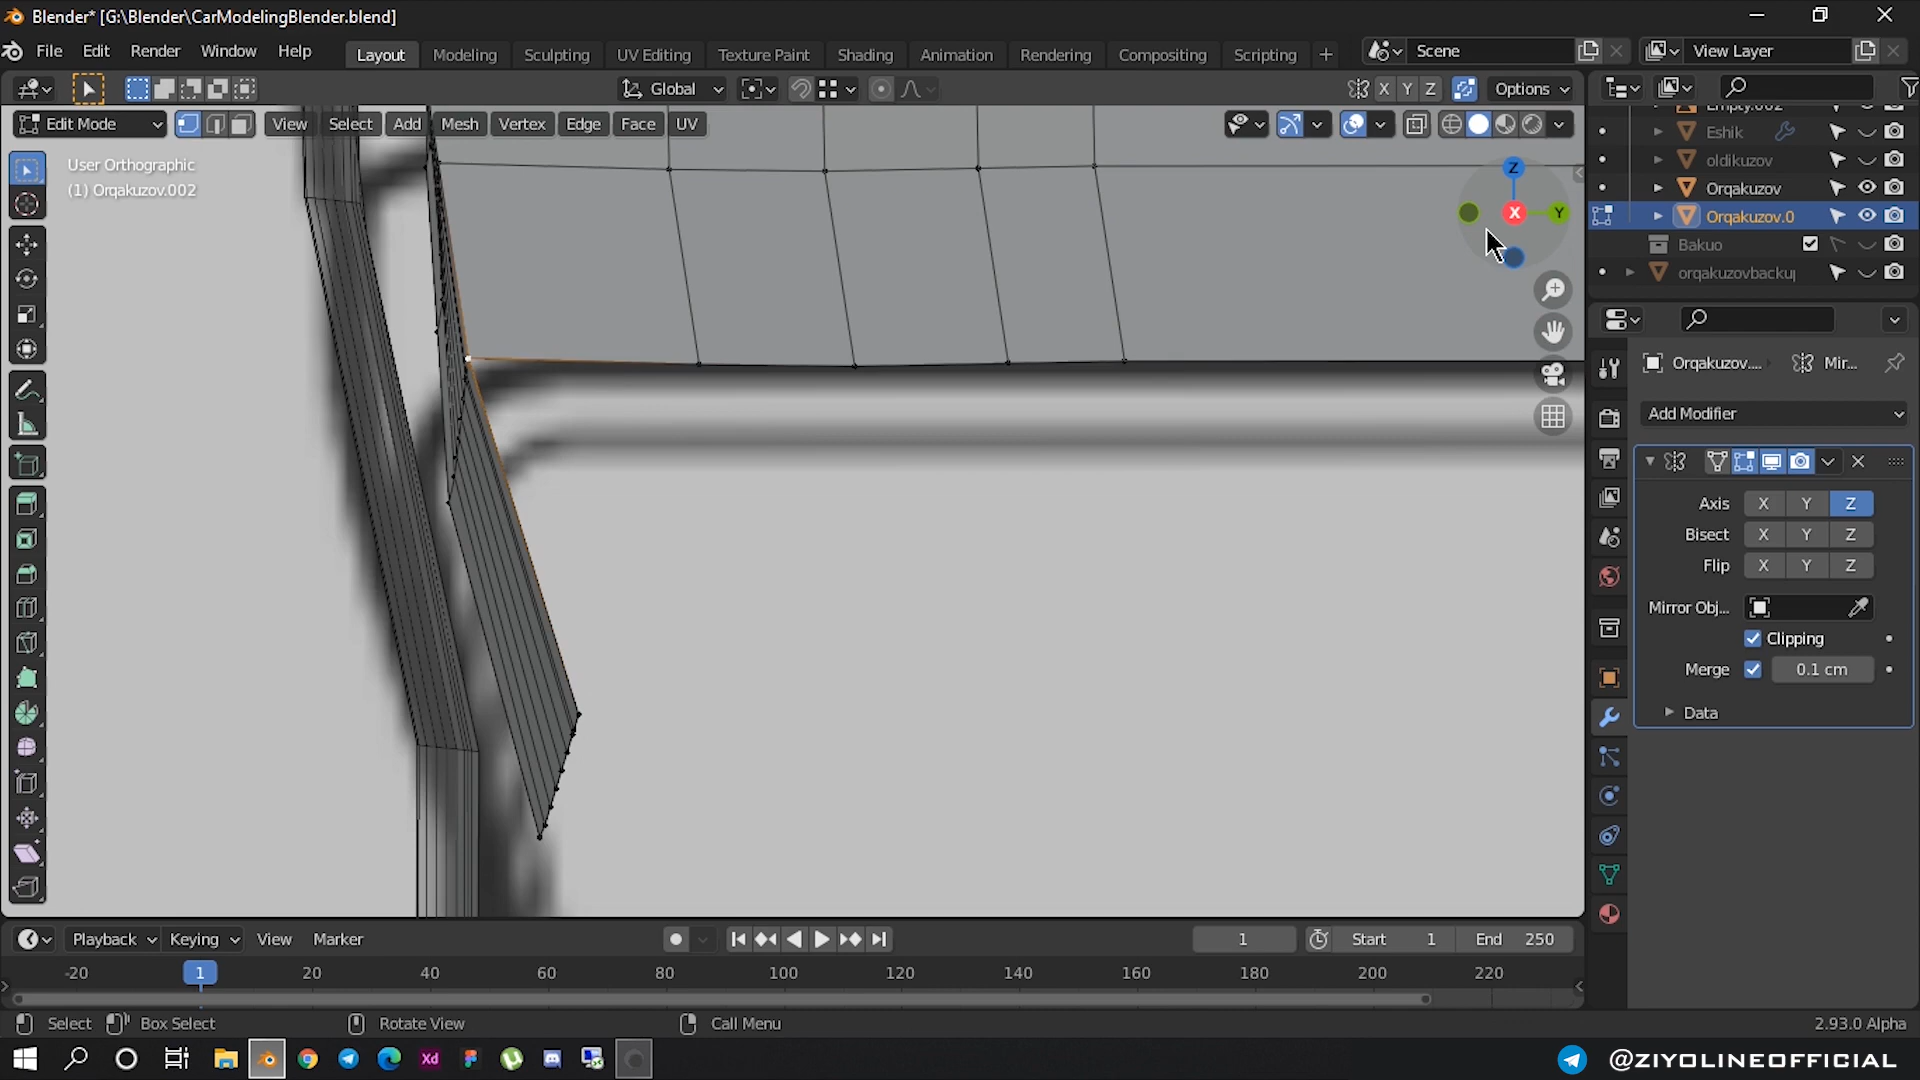 Blender* [G:\Blender\CarModelingBlender.blend]
File Edit Render Window Help Layout Modeling Sculpting UV Editing Texture Paint Shading Animation Rendering Compositing Scripting + Scene View Layer
Global X Y Z Options
Edit Mode View Select Add Mesh Vertex Edge Face UV
User Orthographic
(1) Orqakuzov.002
Z
X
Y
Empty.002
Eshik
oldikuzov
Orqakuzov
Orqakuzov.0
Bakuo
orqakuzovbackup
Orqakuzov.... Mir...
Add Modifier
Axis X Y Z
Bisect X Y Z
Flip X Y Z
Mirror Obj...
Clipping
Merge 0.1 cm
Data
Playback Keying View Marker 1 Start 1 End 250
-20 1 20 40 60 80 100 120 140 160 180 200 220
Select Box Select Rotate View Call Menu 2.93.0 Alpha
Xd @ZIYOLINEOFFICIAL